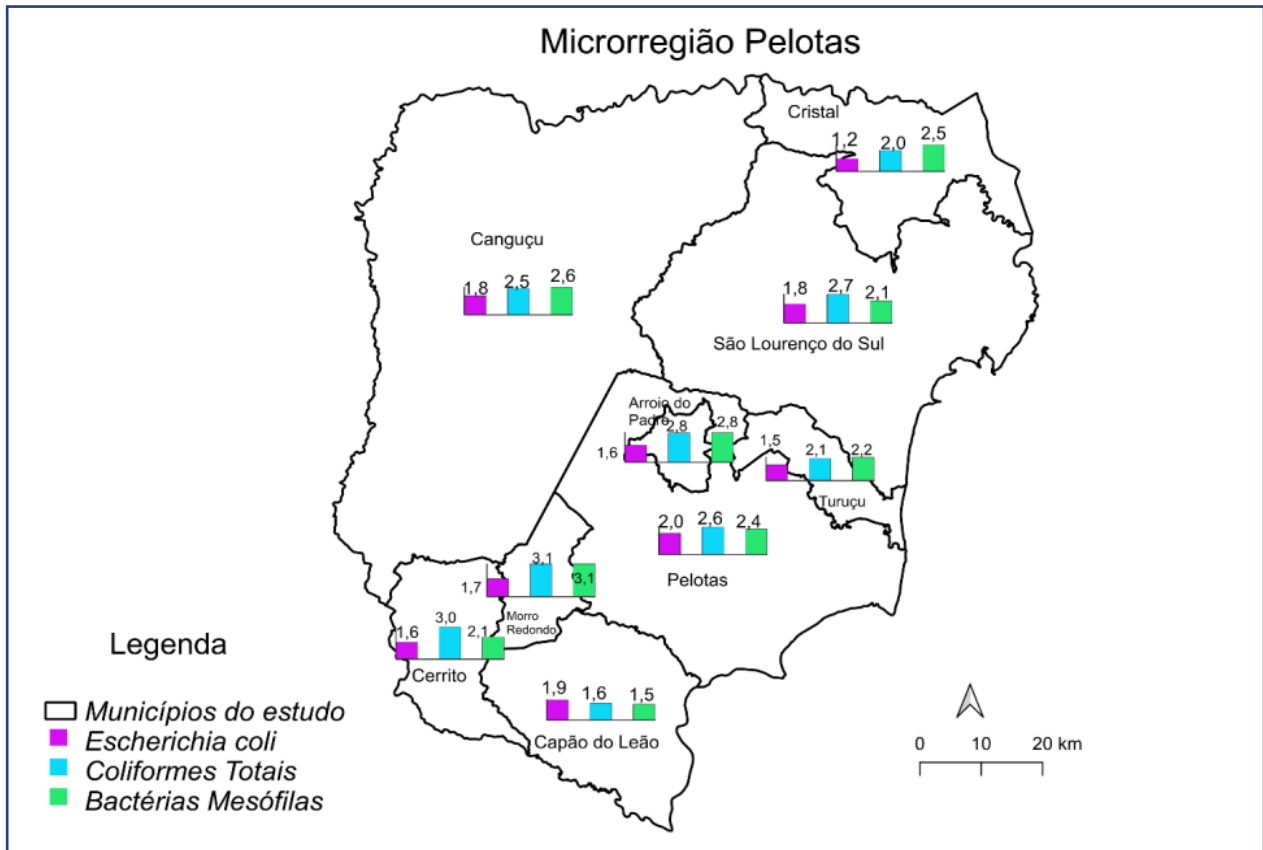 Microrregião Pelotas
Cristal
1,2 2,0 2,5
Canguçu
1,8 2,5 2,6
1,8 2,7 2,1
São Lourenço do Sul
Arroio do
Padre
1,6 2,8 2,8
1,5 2,1 2,2
Turuçu
2,0 2,6 2,4
Pelotas
1,7 3,1 3,1
Morro
Redondo
1,6 3,0 2,1
Cerrito
1,9 1,6 1,5
Capão do Leão
Legenda
Municípios do estudo
Escherichia coli
Coliformes Totais
Bactérias Mesófilas
0 10 20 km